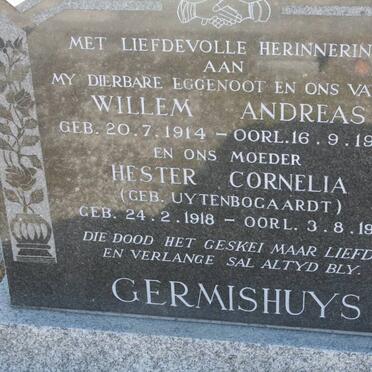 MET LIEFDEVOLLE HERINNERIN
AAN
MY DIERBARE EGGENOOT EN ONS VA
WILLEM ANDREAS
GEB. 20.7.1914 – OORL. 16.9.19
EN ONS MOEDER
HESTER CORNELIA
(GEB. UYTENBOGAARDT)
GEB. 24.2.1918 – OORL. 3.8.19
DIE DOOD HET GESKEI MAAR LIEFD
EN VERLANGE SAL ALTYD BLY.
GERMISHUYS